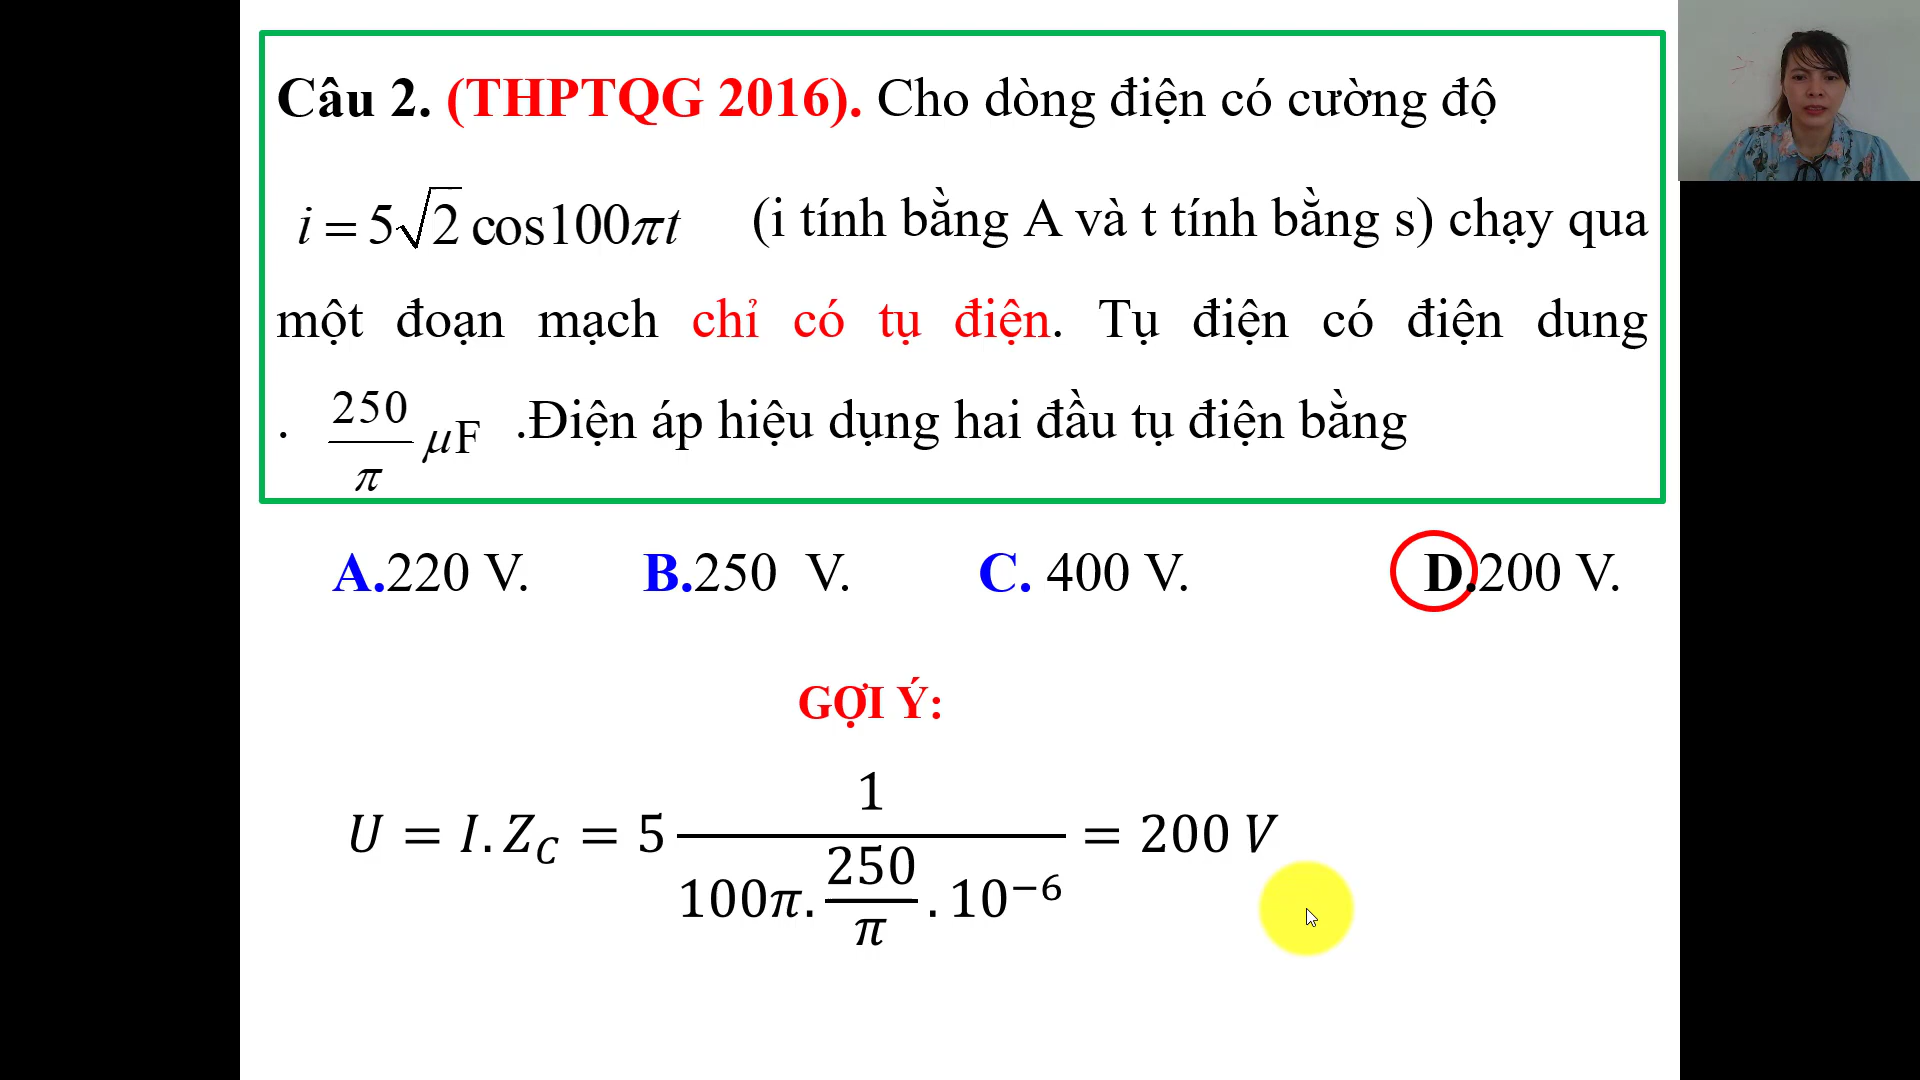 Câu 2. (THPTQG 2016). Cho dòng điện có cường độ
i = 5√2 cos100πt (i tính bằng A và t tính bằng s) chạy qua
một đoạn mạch chỉ có tụ điện. Tụ điện có điện dung
. 250/π μF .Điện áp hiệu dụng hai đầu tụ điện bằng
A.220 V. B.250 V. C. 400 V. D.200 V.
GỢI Ý:
U = I.Z_C = 5 1/(100π.250/π.10⁻⁶) = 200 V